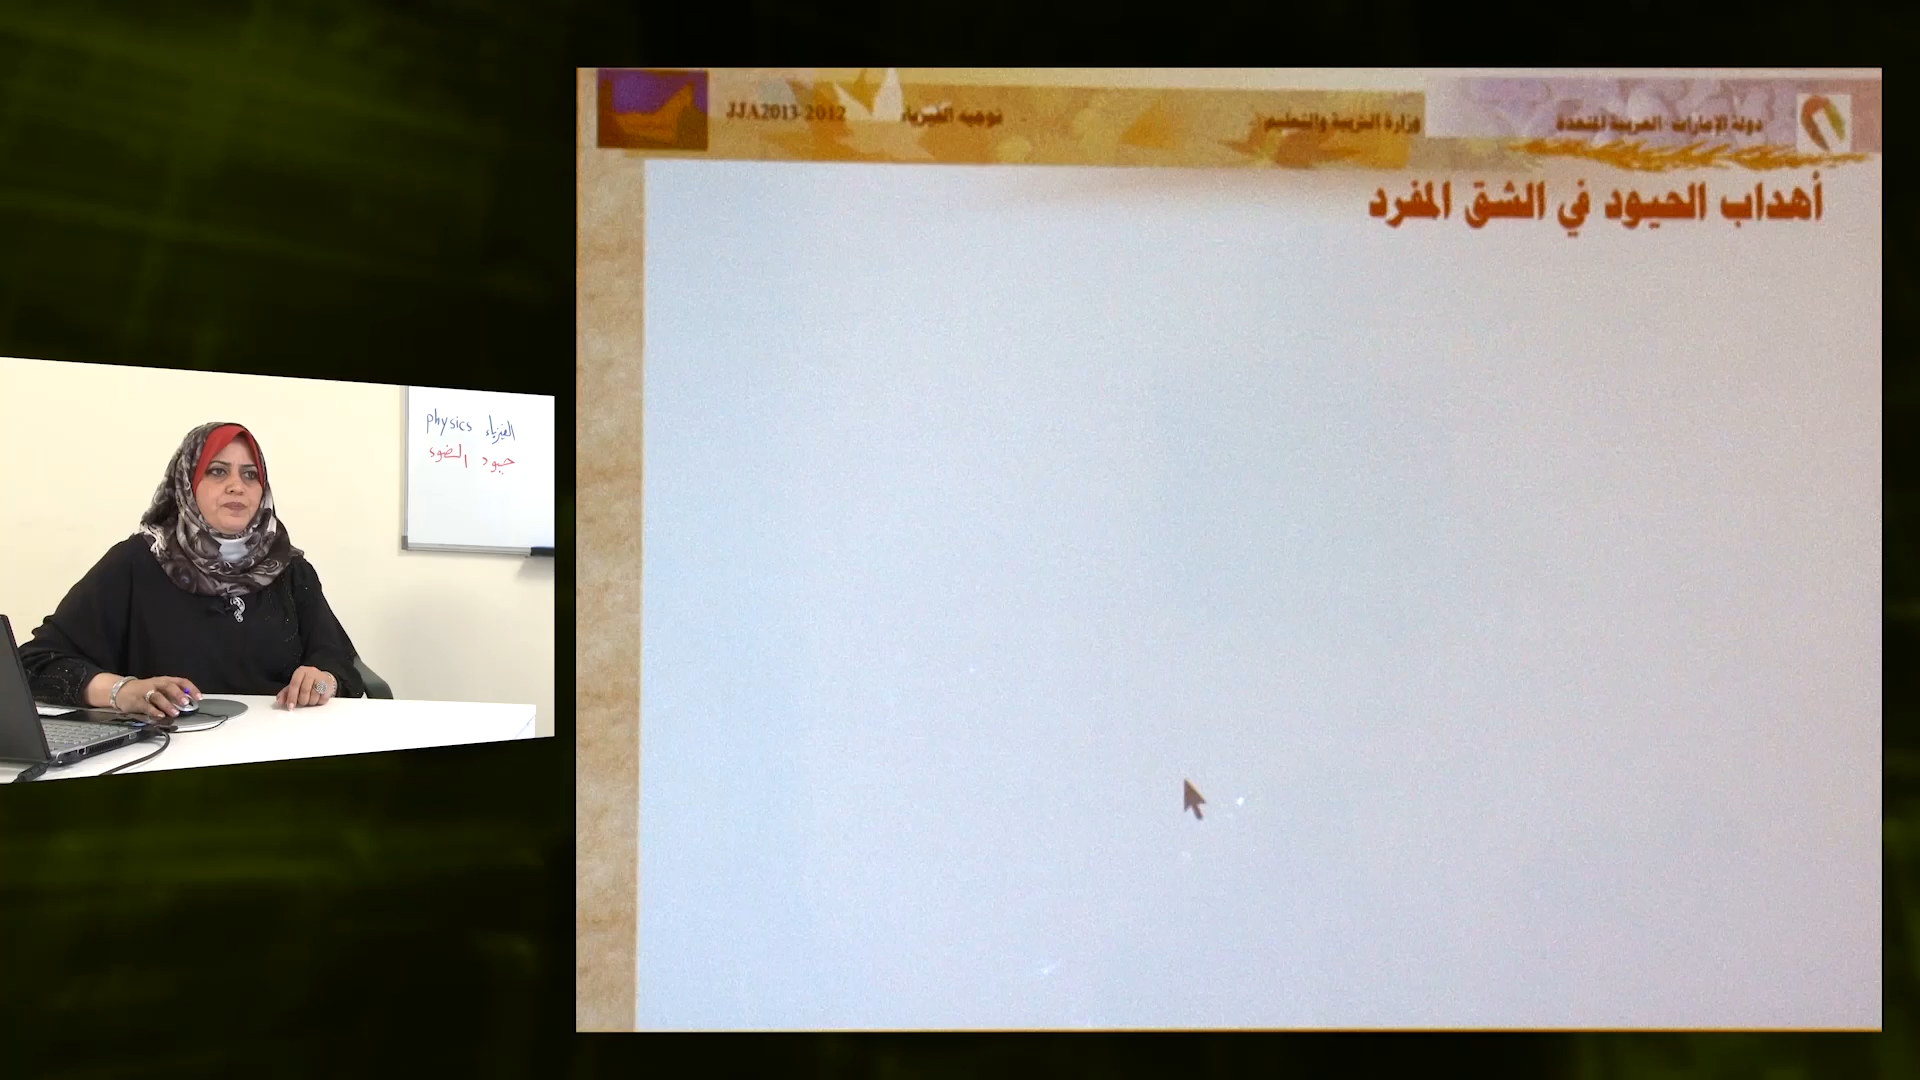 دولة الإمارات العربية المتحدة
وزارة التربية والتعليم
توجيه الفيزياء
JJA2013-2012
أهداب الحيود في الشق المفرد
الفيزياء physics
حيود الضوء